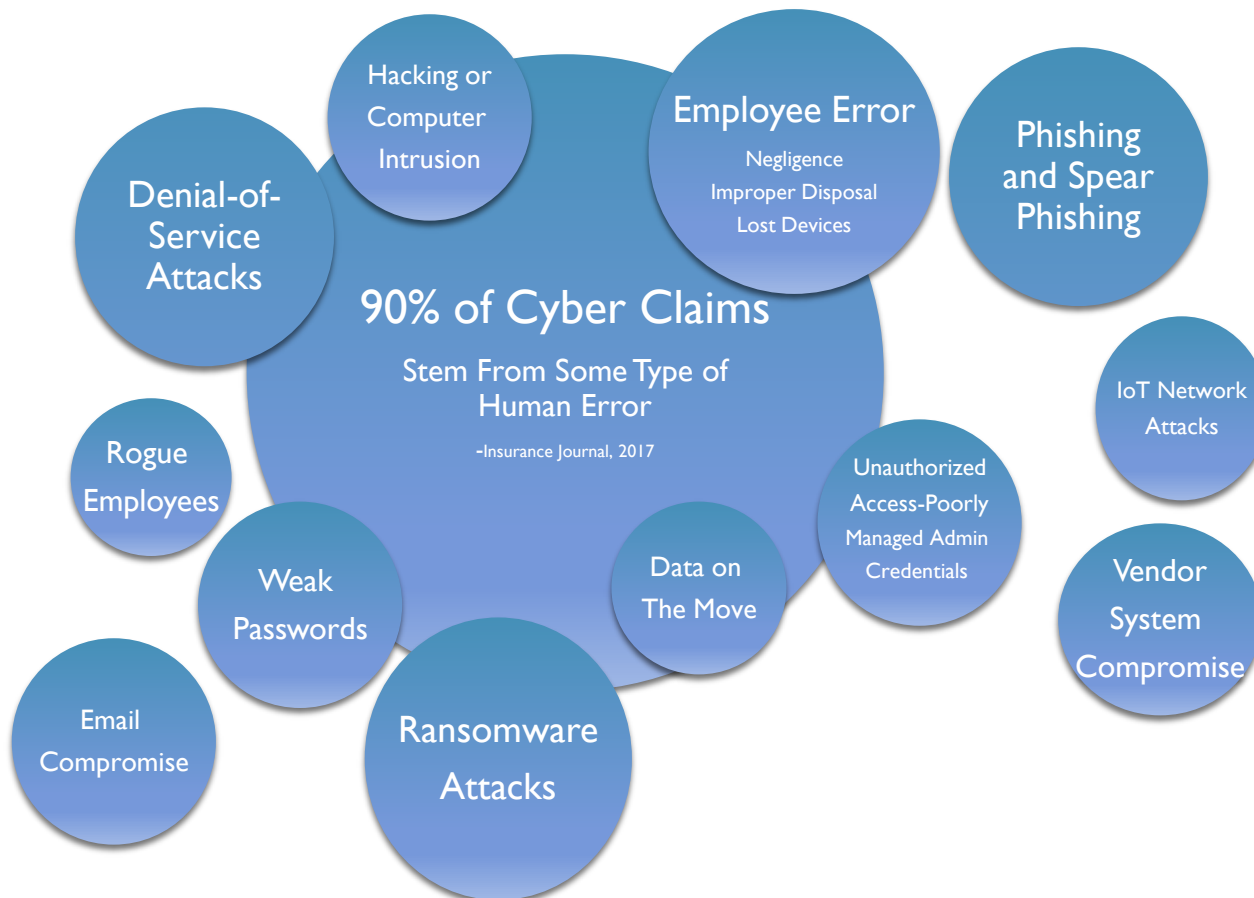 Hacking or
Computer
Intrusion
Employee Error
Negligence
Improper Disposal
Lost Devices
Phishing
and Spear
Phishing
Denial-of-
Service
Attacks
90% of Cyber Claims
Stem From Some Type of
Human Error
-Insurance Journal, 2017
IoT Network
Attacks
Rogue
Employees
Unauthorized
Access-Poorly
Managed Admin
Credentials
Weak
Passwords
Data on
The Move
Vendor
System
Compromise
Email
Compromise
Ransomware
Attacks